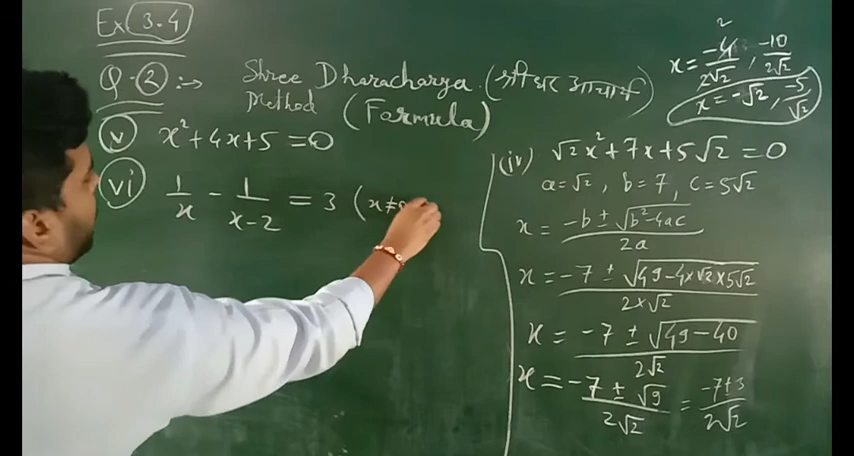 Ex. 3.4
Q.② :→ Shree Dharacharya (श्री धर आचार्य)
Method (Formula)
(v) x² + 4x + 5 = 0
(vi) 1/x - 1/(x-2) = 3 (x≠
(iv) √2x² + 7x + 5√2 = 0
a = √2, b = 7, c = 5√2
x = (-b ± √(b²-4ac))/2a
x = (-7 ± √(49-4×√2×5√2))/(2×√2)
x = (-7 ± √(49-40))/2√2
x = (-7 ± √9)/2√2 = (-7±3)/2√2
x = -4/2√2, -10/2√2
x = -√2, -5/√2